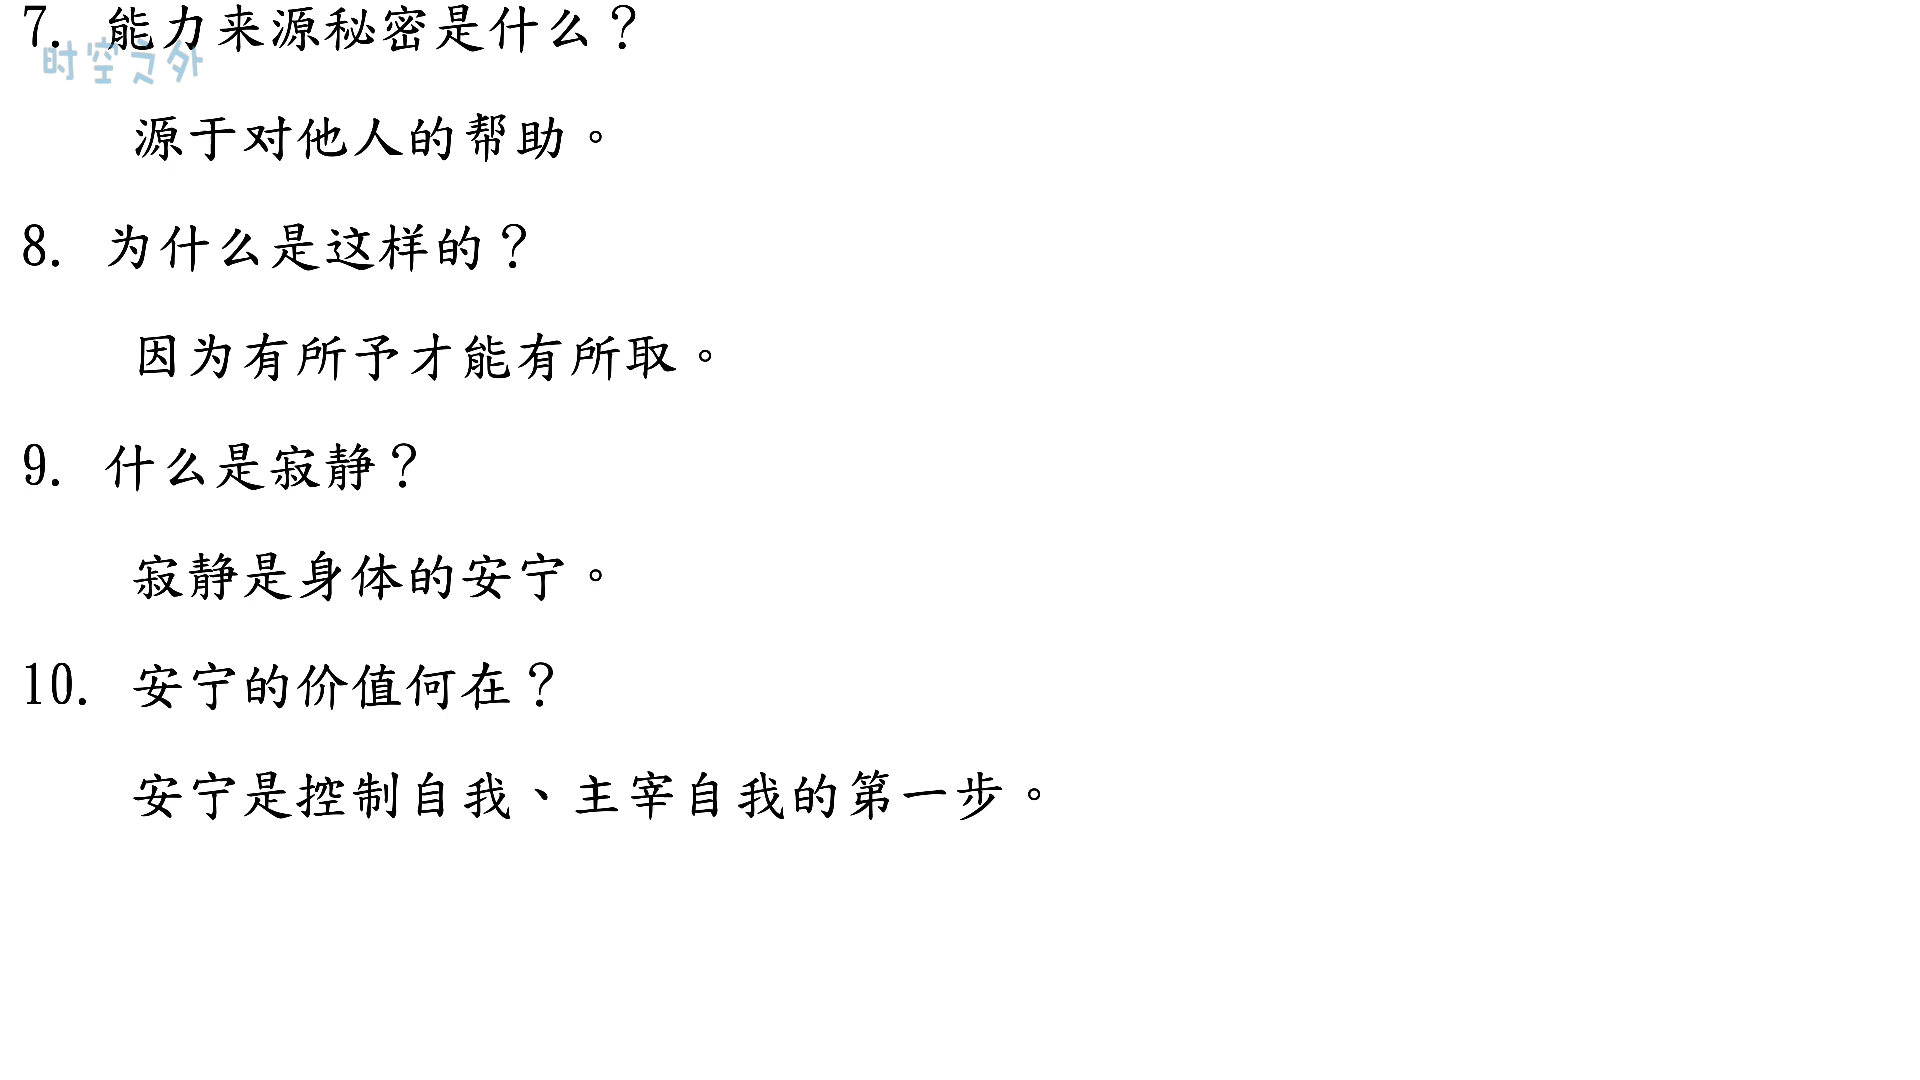 7. 能力来源秘密是什么？
时空之外
源于对他人的帮助。
8. 为什么是这样的？
因为有所予才能有所取。
9. 什么是寂静？
寂静是身体的安宁。
10. 安宁的价值何在？
安宁是控制自我、主宰自我的第一步。